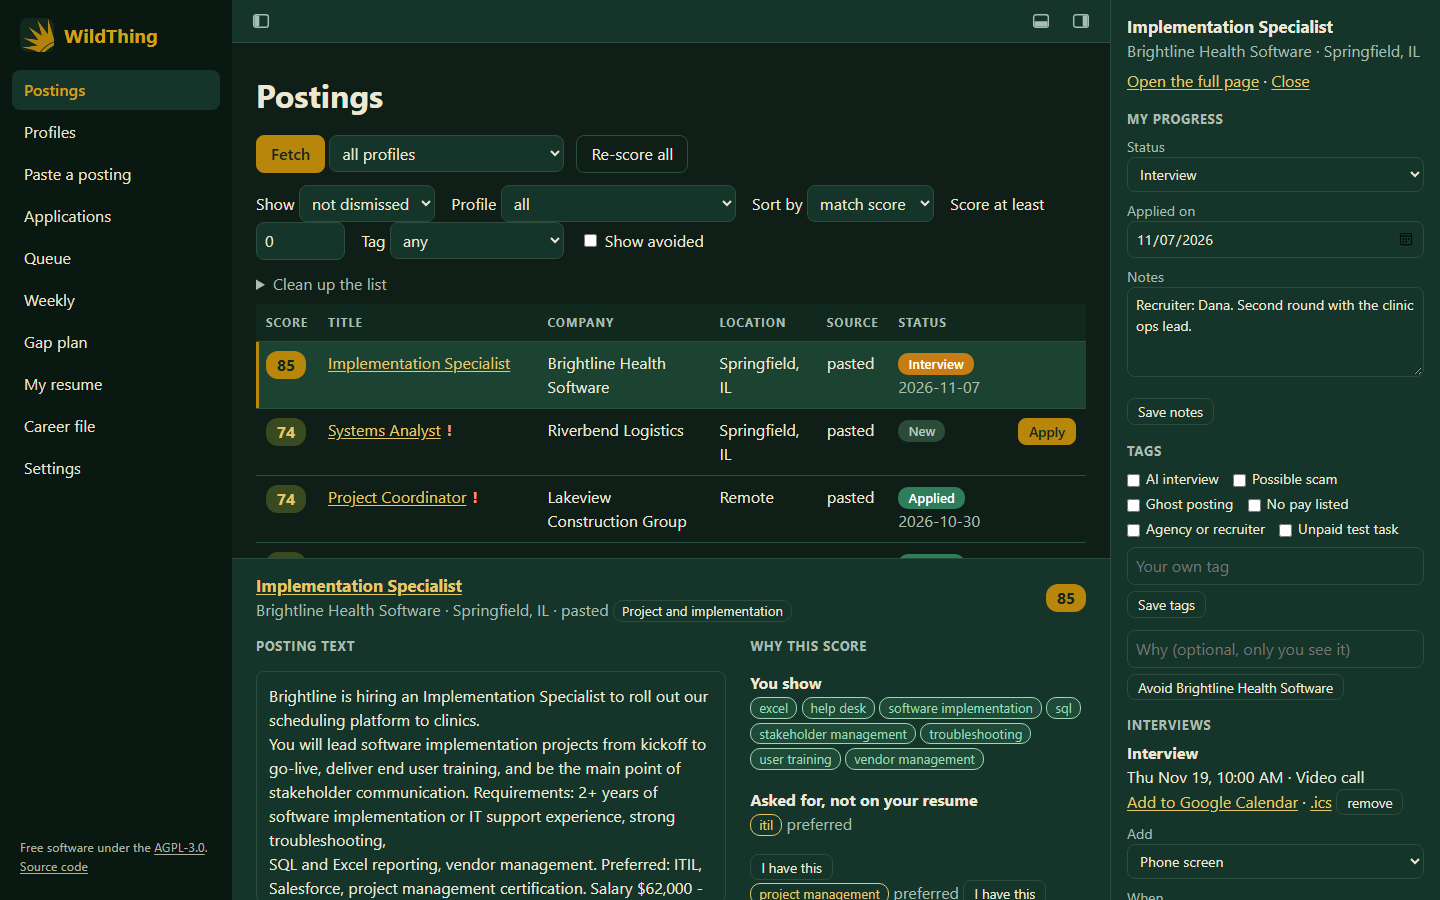 WildThing
Postings
Profiles
Paste a posting
Applications
Queue
Weekly
Gap plan
My resume
Career file
Settings
Free software under the AGPL-3.0.
Source code
Postings
Fetch all profiles Re-score all
Show not dismissed Profile all Sort by match score Score at least
0 Tag any Show avoided
Clean up the list
SCORE TITLE COMPANY LOCATION SOURCE STATUS
85 Implementation Specialist Brightline Health Springfield, pasted Interview
Software IL 2026-11-07
74 Systems Analyst ! Riverbend Logistics Springfield, pasted New Apply
IL
74 Project Coordinator ! Lakeview Remote pasted Applied
Construction Group 2026-10-30
Implementation Specialist
Brightline Health Software · Springfield, IL · pasted Project and implementation
85
POSTING TEXT
Brightline is hiring an Implementation Specialist to roll out our
scheduling platform to clinics.
You will lead software implementation projects from kickoff to
go-live, deliver end user training, and be the main point of
stakeholder communication. Requirements: 2+ years of
software implementation or IT support experience, strong
troubleshooting,
SQL and Excel reporting, vendor management. Preferred: ITIL,
Salesforce, project management certification. Salary $62,000 -
WHY THIS SCORE
You show
excel help desk software implementation sql
stakeholder management troubleshooting
user training vendor management
Asked for, not on your resume
itil preferred
I have this
project management preferred I have this
Implementation Specialist
Brightline Health Software · Springfield, IL
Open the full page · Close
MY PROGRESS
Status
Interview
Applied on
11/07/2026
Notes
Recruiter: Dana. Second round with the clinic
ops lead.
Save notes
TAGS
AI interview Possible scam
Ghost posting No pay listed
Agency or recruiter Unpaid test task
Your own tag
Save tags
Why (optional, only you see it)
Avoid Brightline Health Software
INTERVIEWS
Interview
Thu Nov 19, 10:00 AM · Video call
Add to Google Calendar · .ics remove
Add
Phone screen
When